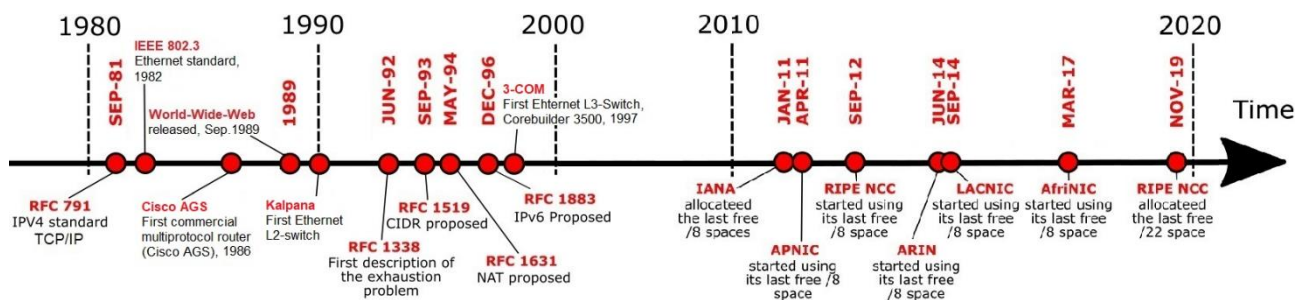 1980
1990
2000
2010
2020
Time
SEP-81
IEEE 802.3
Ethernet standard,
1982
World-Wide-Web
released, Sep.1989
1989
JUN-92
SEP-93
MAY-94
DEC-96
3-COM
First Ehternet L3-Switch,
Corebuilder 3500, 1997
JAN-11
APR-11
SEP-12
JUN-14
SEP-14
MAR-17
NOV-19
RFC 791
IPV4 standard
TCP/IP
Cisco AGS
First commercial
multiprotocol router
(Cisco AGS), 1986
Kalpana
First Ethernet
L2-switch
RFC 1338
First description of
the exhaustion
problem
RFC 1519
CIDR proposed
RFC 1631
NAT proposed
RFC 1883
IPv6 Proposed
IANA
allocateed
the last free
/8 spaces
APNIC
started using
its last free /8
space
RIPE NCC
started using
its last free
/8 space
ARIN
started using
its last free /8
space
LACNIC
started using
its last free
/8 space
AfriNIC
started using
its last free
/8 space
RIPE NCC
allocateed
the last free
/22 space